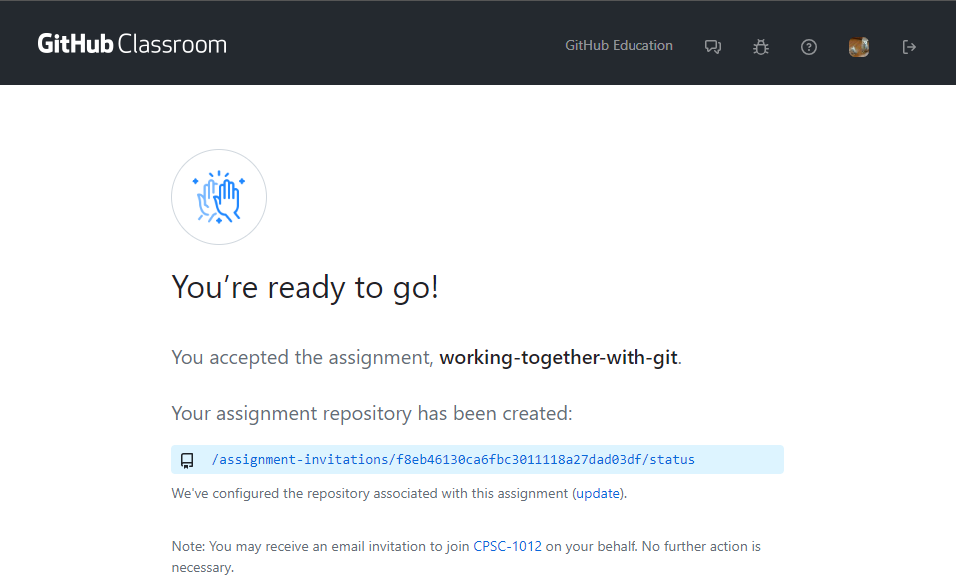 GitHub Classroom
GitHub Education
You’re ready to go!
You accepted the assignment, working-together-with-git.
Your assignment repository has been created:
/assignment-invitations/f8eb46130ca6fbc3011118a27dad03df/status
We've configured the repository associated with this assignment (update).
Note: You may receive an email invitation to join CPSC-1012 on your behalf. No further action is
necessary.